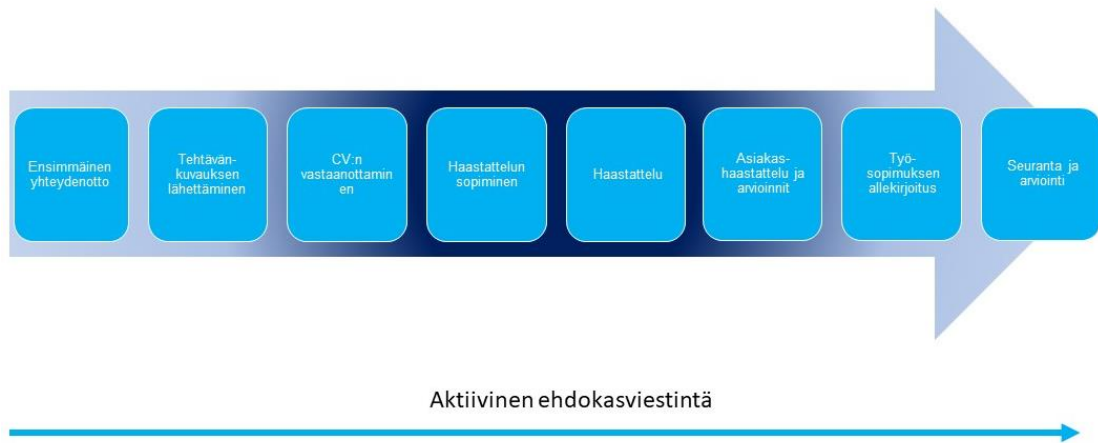 Ensimmäinen
yhteydenotto
Tehtävän-
kuvauksen
lähettäminen
CV:n
vastaanottamin
en
Haastattelun
sopiminen
Haastattelu
Asiakas-
haastattelu ja
arvioinnit
Työ-
sopimuksen
allekirjoitus
Seuranta ja
arviointi
Aktiivinen ehdokasviestintä